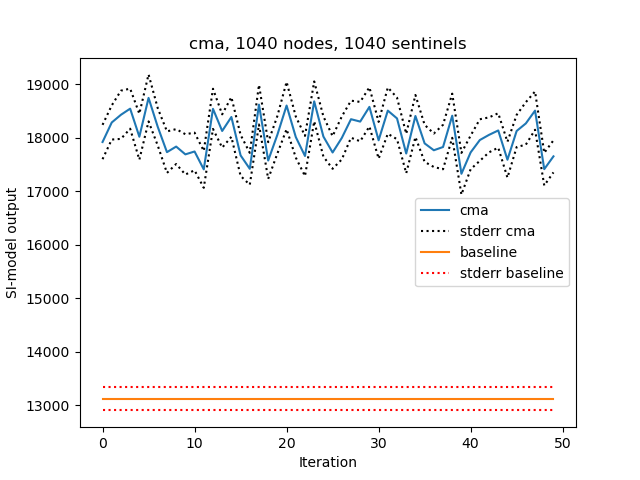 cma, 1040 nodes, 1040 sentinels
19000
18000
17000
16000
15000
14000
13000
SI-model output
cma
stderr cma
baseline
stderr baseline
0 10 20 30 40 50
Iteration